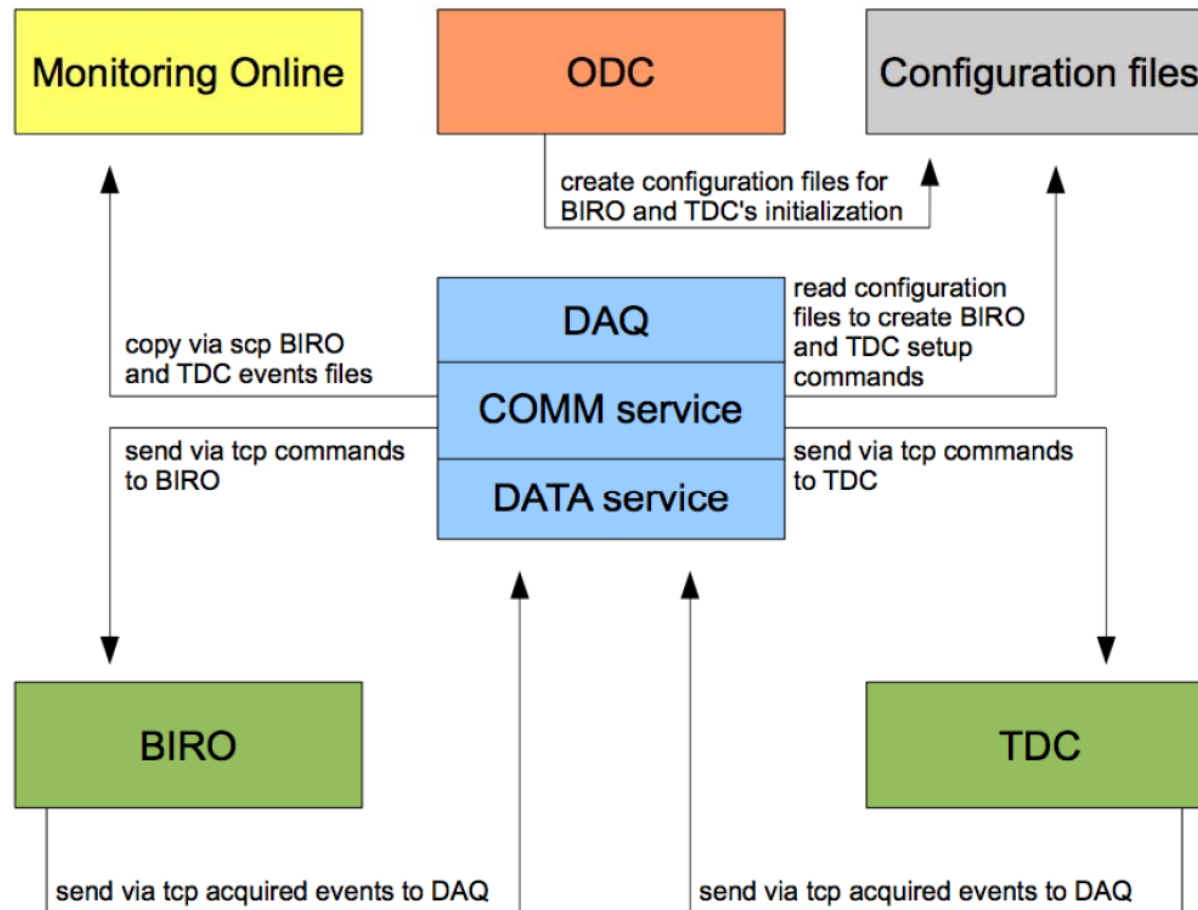 Monitoring Online
ODC
Configuration files
create configuration files for
BIRO and TDC's initialization
DAQ
read configuration
files to create BIRO
and TDC setup
commands
copy via scp BIRO
and TDC events files
COMM service
send via tcp commands
to BIRO
send via tcp commands
to TDC
DATA service
BIRO
TDC
send via tcp acquired events to DAQ
send via tcp acquired events to DAQ